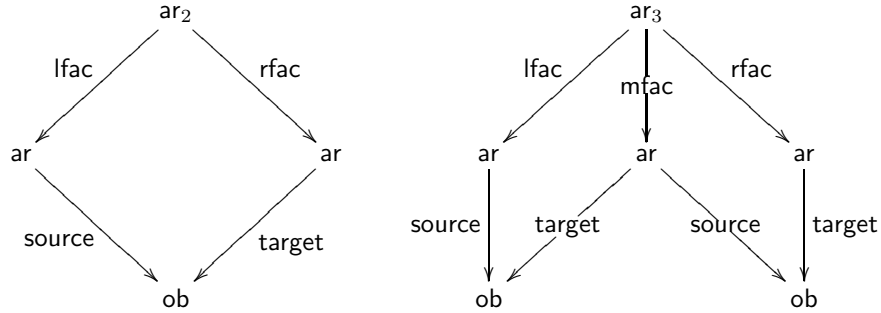 ar₂ ar₃
lfac rfac lfac mfac rfac
ar ar ar ar ar
source target source target source target
ob ob ob